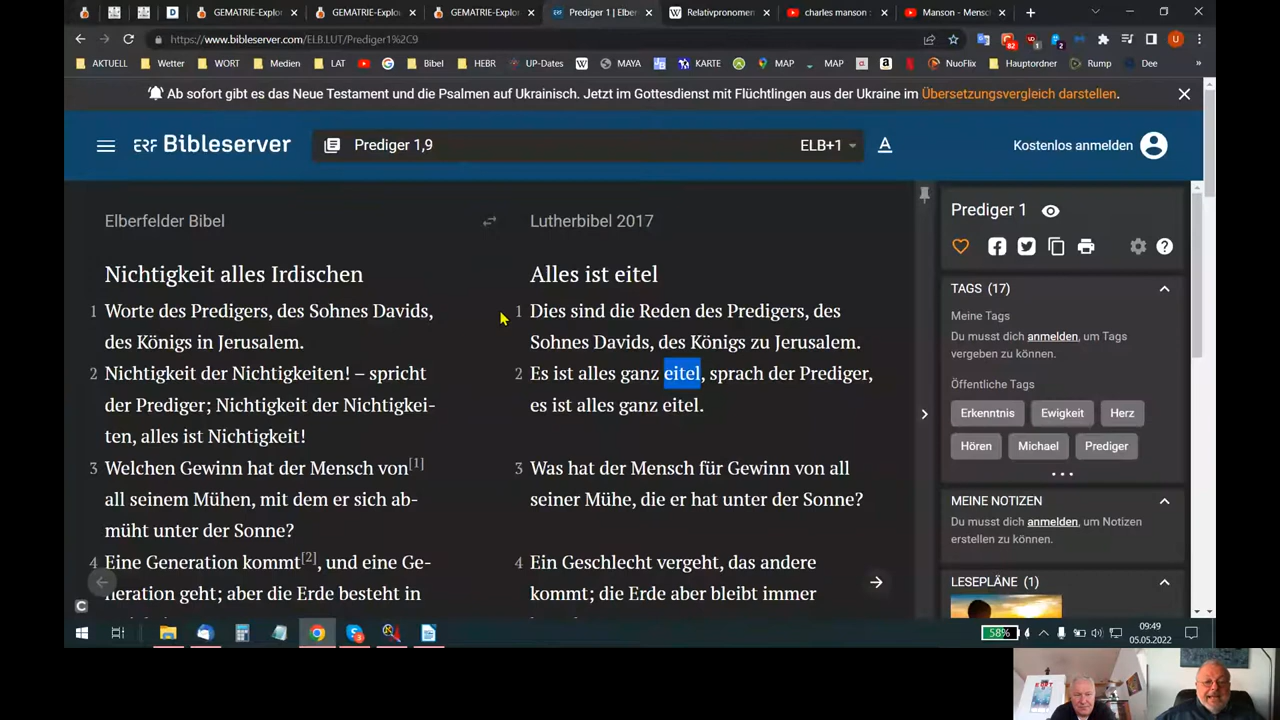 GEMATRIE-Explor
GEMATRIE-Explor
GEMATRIE-Explor
Prediger 1 | Elber
Relativpronomen
charles manson :
Manson - Mensc
https://www.bibleserver.com/ELB.LUT/Prediger1%2C9
AKTUELL
Wetter
WORT
Medien
LAT
Bibel
HEBR
UP-Dates
MAYA
KARTE
MAP
MAP
NuoFlix
Hauptordner
Rump
Dee
Ab sofort gibt es das Neue Testament und die Psalmen auf Ukrainisch. Jetzt im Gottesdienst mit Flüchtlingen aus der Ukraine im Übersetzungsvergleich darstellen.
ERF Bibleserver
Prediger 1,9
ELB+1
A
Kostenlos anmelden
Elberfelder Bibel
Nichtigkeit alles Irdischen
1 Worte des Predigers, des Sohnes Davids,
des Königs in Jerusalem.
2 Nichtigkeit der Nichtigkeiten! – spricht
der Prediger; Nichtigkeit der Nichtigkei-
ten, alles ist Nichtigkeit!
3 Welchen Gewinn hat der Mensch von[1]
all seinem Mühen, mit dem er sich ab-
müht unter der Sonne?
4 Eine Generation kommt[2], und eine Ge-
neration geht; aber die Erde besteht in
Lutherbibel 2017
Alles ist eitel
1 Dies sind die Reden des Predigers, des
Sohnes Davids, des Königs zu Jerusalem.
2 Es ist alles ganz eitel, sprach der Prediger,
es ist alles ganz eitel.
3 Was hat der Mensch für Gewinn von all
seiner Mühe, die er hat unter der Sonne?
4 Ein Geschlecht vergeht, das andere
kommt; die Erde aber bleibt immer
Prediger 1
TAGS (17)
Meine Tags
Du musst dich anmelden, um Tags
vergeben zu können.
Öffentliche Tags
Erkenntnis
Ewigkeit
Herz
Hören
Michael
Prediger
MEINE NOTIZEN
Du musst dich anmelden, um Notizen
erstellen zu können.
LESEPLÄNE (1)
58%
09:49
05.05.2022